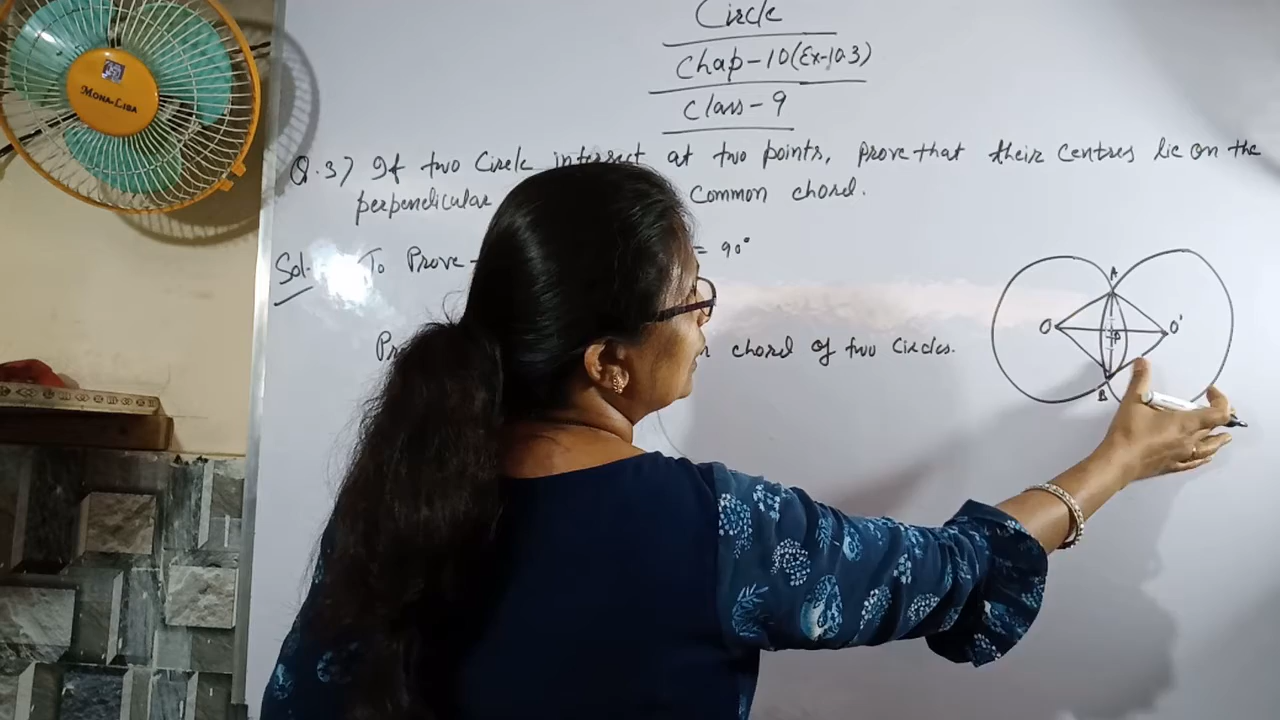 Circle
Chap-10(Ex-10.3)
Class-9
Q.3) If two Circle intersect at two points, prove that their centres lie on the
perpendicular Common chord.
Sol- To Prove - = 90°
chord of two Circles.
A
O P O'
B
MONA-LISA